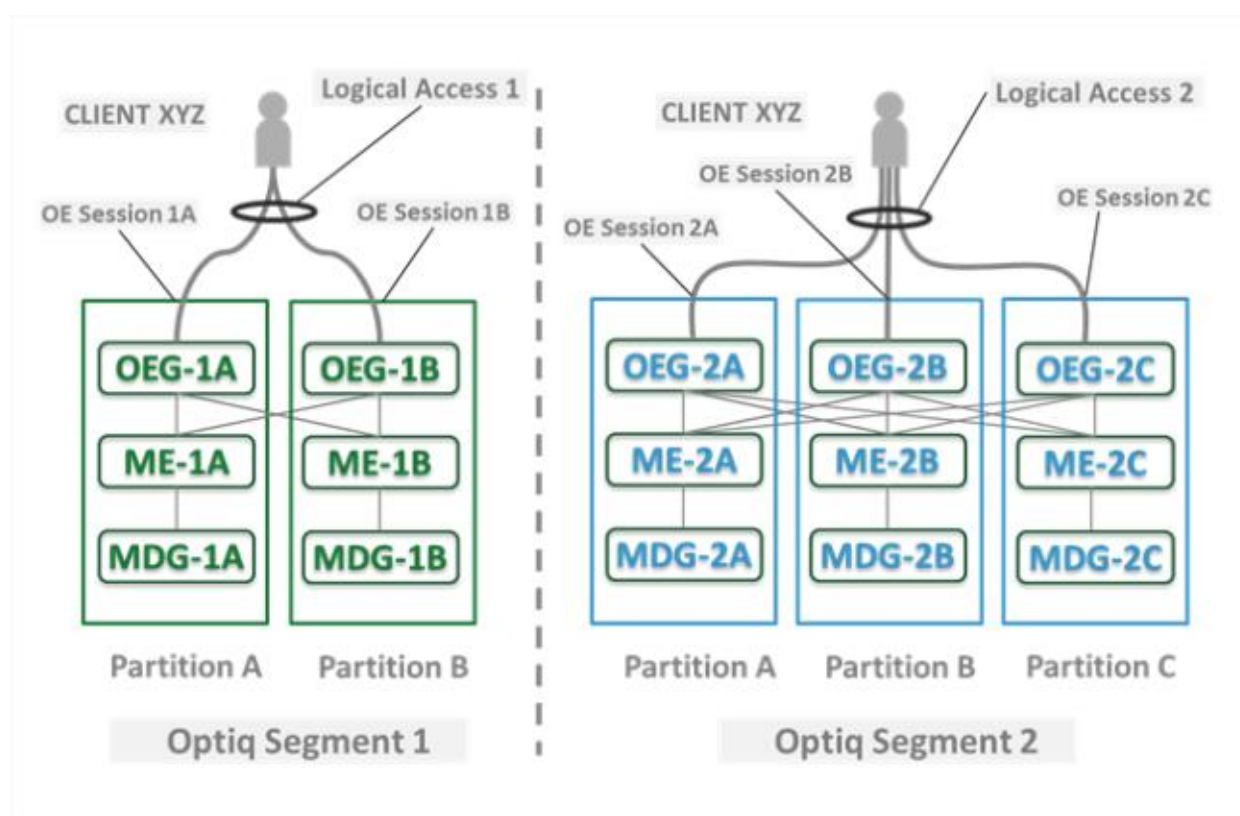 Logical Access 1
CLIENT XYZ
OE Session 1A
OE Session 1B
OEG-1A
OEG-1B
ME-1A
ME-1B
MDG-1A
MDG-1B
Partition A
Partition B
Optiq Segment 1
Logical Access 2
CLIENT XYZ
OE Session 2B
OE Session 2C
OE Session 2A
OEG-2A
OEG-2B
OEG-2C
ME-2A
ME-2B
ME-2C
MDG-2A
MDG-2B
MDG-2C
Partition A
Partition B
Partition C
Optiq Segment 2